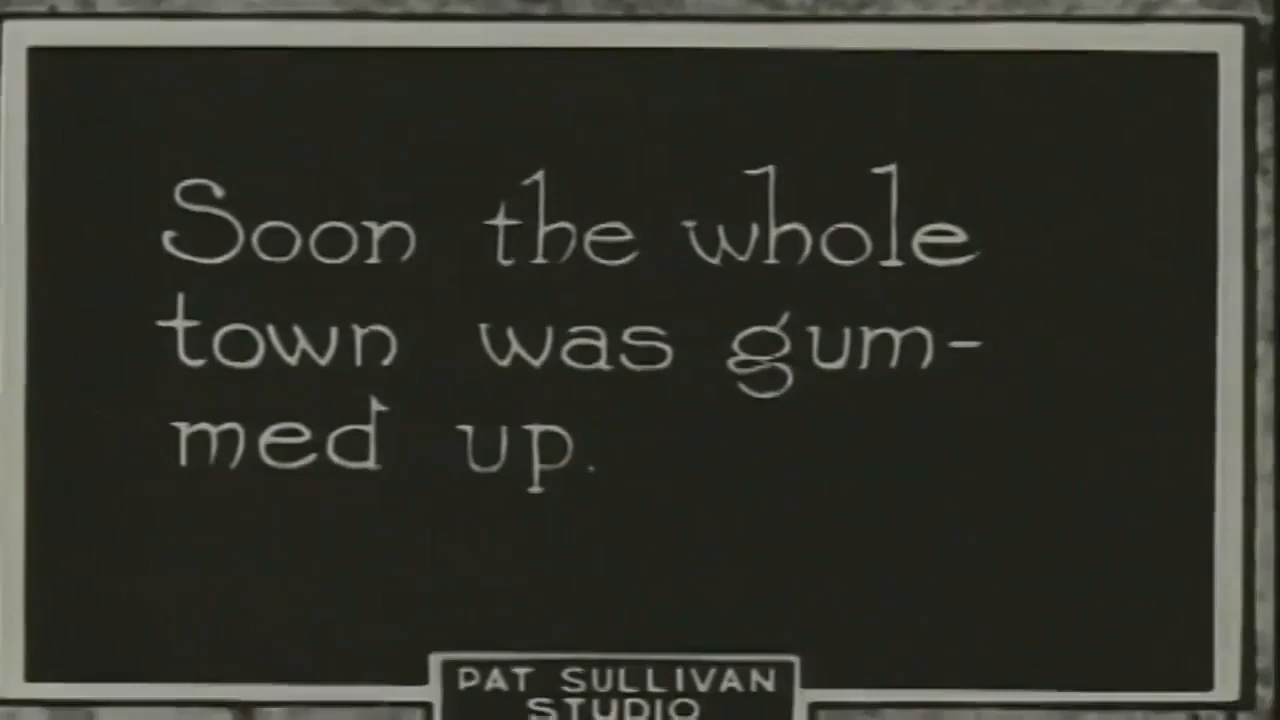 Soon the whole
town was gum-
med up.
PAT SULLIVAN
STUDIO